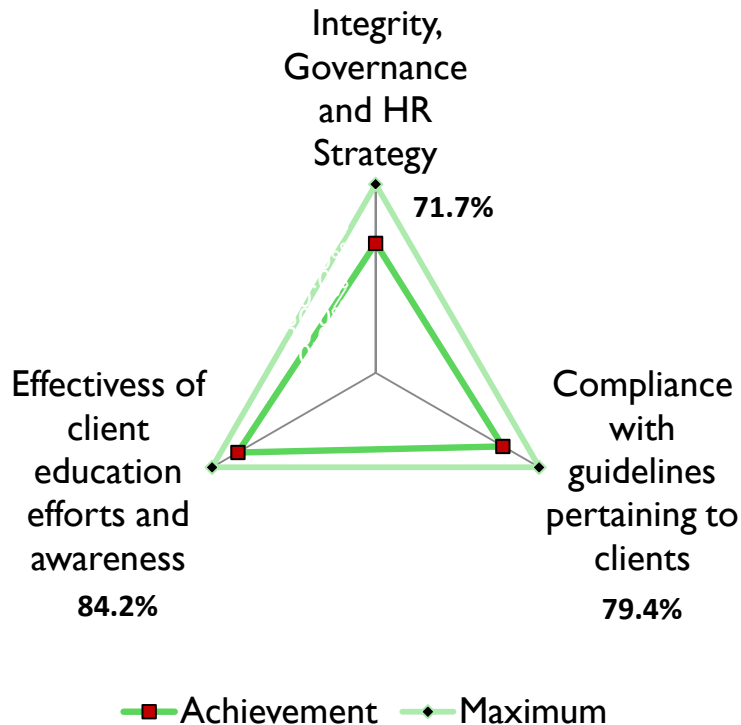 Integrity,
Governance
and HR
Strategy
71.7%
Effectivess of
client
education
efforts and
awareness
84.2%
Compliance
with
guidelines
pertaining to
clients
79.4%
Achievement
Maximum